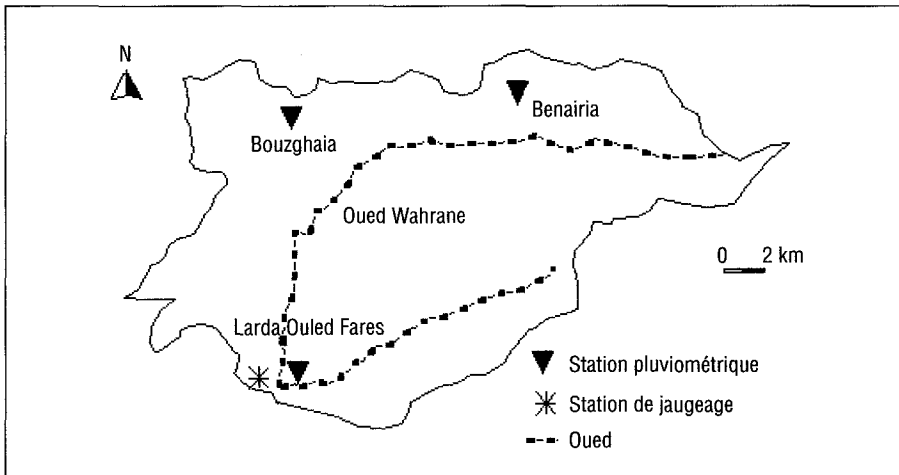 N
Benairia
Bouzghaia
Oued Wahrane
0 2 km
Larda Ouled Fares
Station pluviométrique
Station de jaugeage
Oued